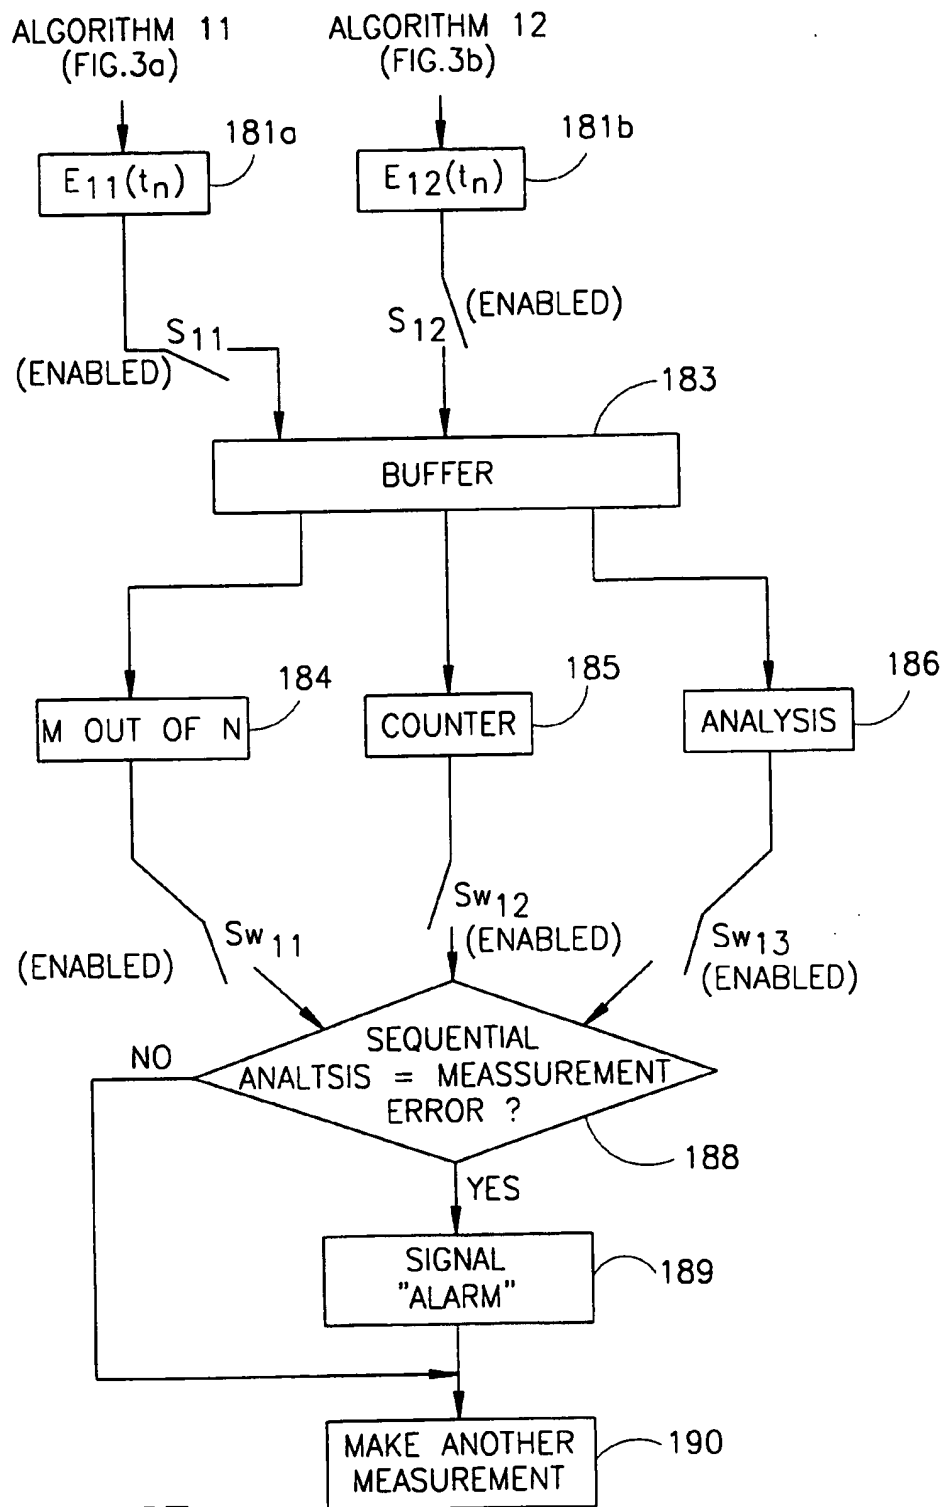 ALGORITHM 11
(FIG.3a)
ALGORITHM 12
(FIG.3b)
181a
E11(tn)
181b
E12(tn)
S11
(ENABLED)
S12
(ENABLED)
183
BUFFER
184
M OUT OF N
185
COUNTER
186
ANALYSIS
Sw11
(ENABLED)
Sw12
(ENABLED)
Sw13
(ENABLED)
NO
SEQUENTIAL
ANALTSIS = MEASSUREMENT
ERROR ?
188
YES
SIGNAL
"ALARM"
189
MAKE ANOTHER
MEASUREMENT
190